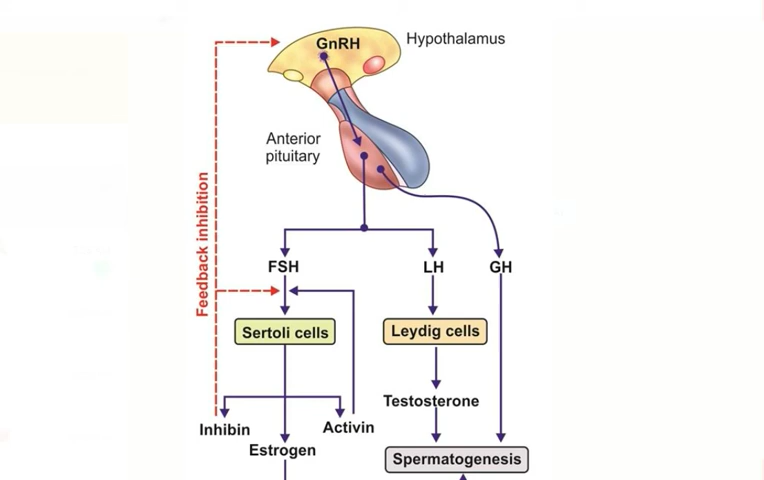 GnRH
Hypothalamus
Anterior
pituitary
Feedback inhibition
FSH
LH
GH
Sertoli cells
Leydig cells
Testosterone
Inhibin
Activin
Estrogen
Spermatogenesis